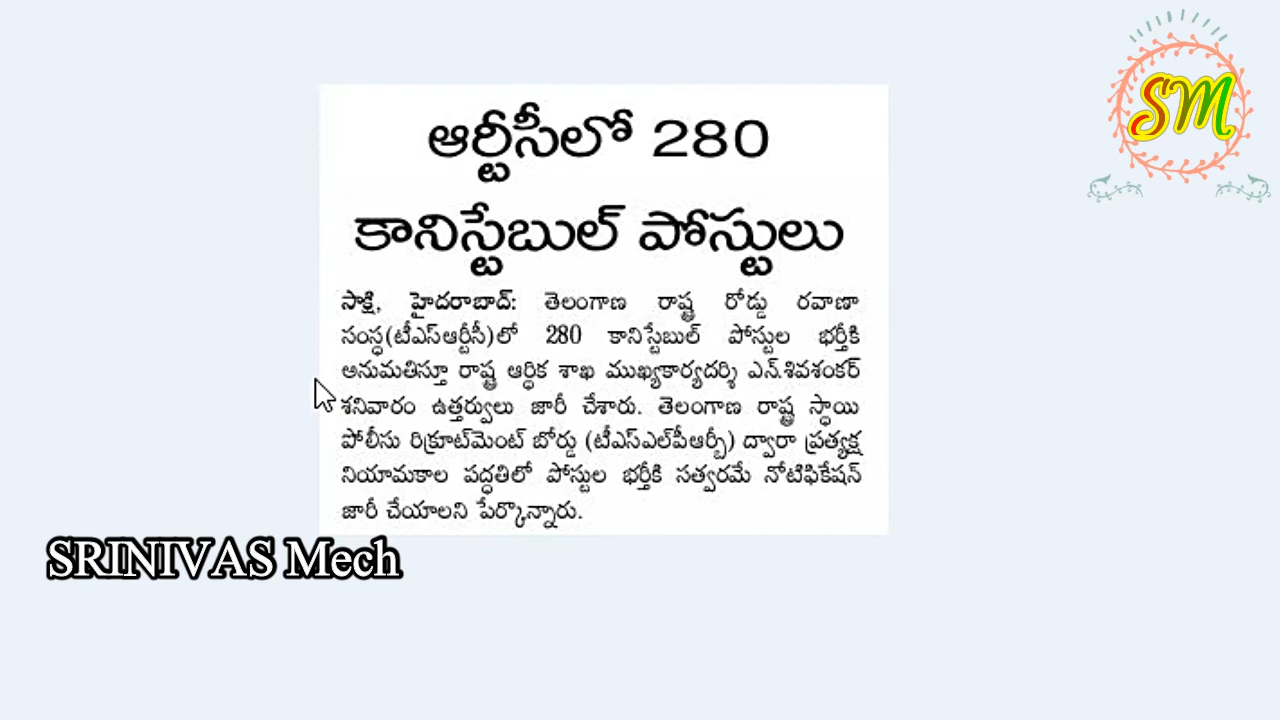 SM
ఆర్టీసీలో 280
కానిస్టేబుల్ పోస్టులు
సాక్షి, హైదరాబాద్: తెలంగాణ రాష్ట్ర రోడ్డు రవాణా
సంస్థ(టీఎస్ఆర్టీసీ)లో 280 కానిస్టేబుల్ పోస్టుల భర్తీకి
అనుమతిస్తూ రాష్ట్ర ఆర్థిక శాఖ ముఖ్యకార్యదర్శి ఎన్.శివశంకర్
శనివారం ఉత్తర్వులు జారీ చేశారు. తెలంగాణ రాష్ట్ర స్థాయి
పోలీసు రిక్రూట్‌మెంట్ బోర్డు (టీఎస్ఎల్‌పీఆర్బీ) ద్వారా ప్రత్యక్ష
నియామకాల పద్ధతిలో పోస్టుల భర్తీకి సత్వరమే నోటిఫికేషన్
జారీ చేయాలని పేర్కొన్నారు.
SRINIVAS Mech